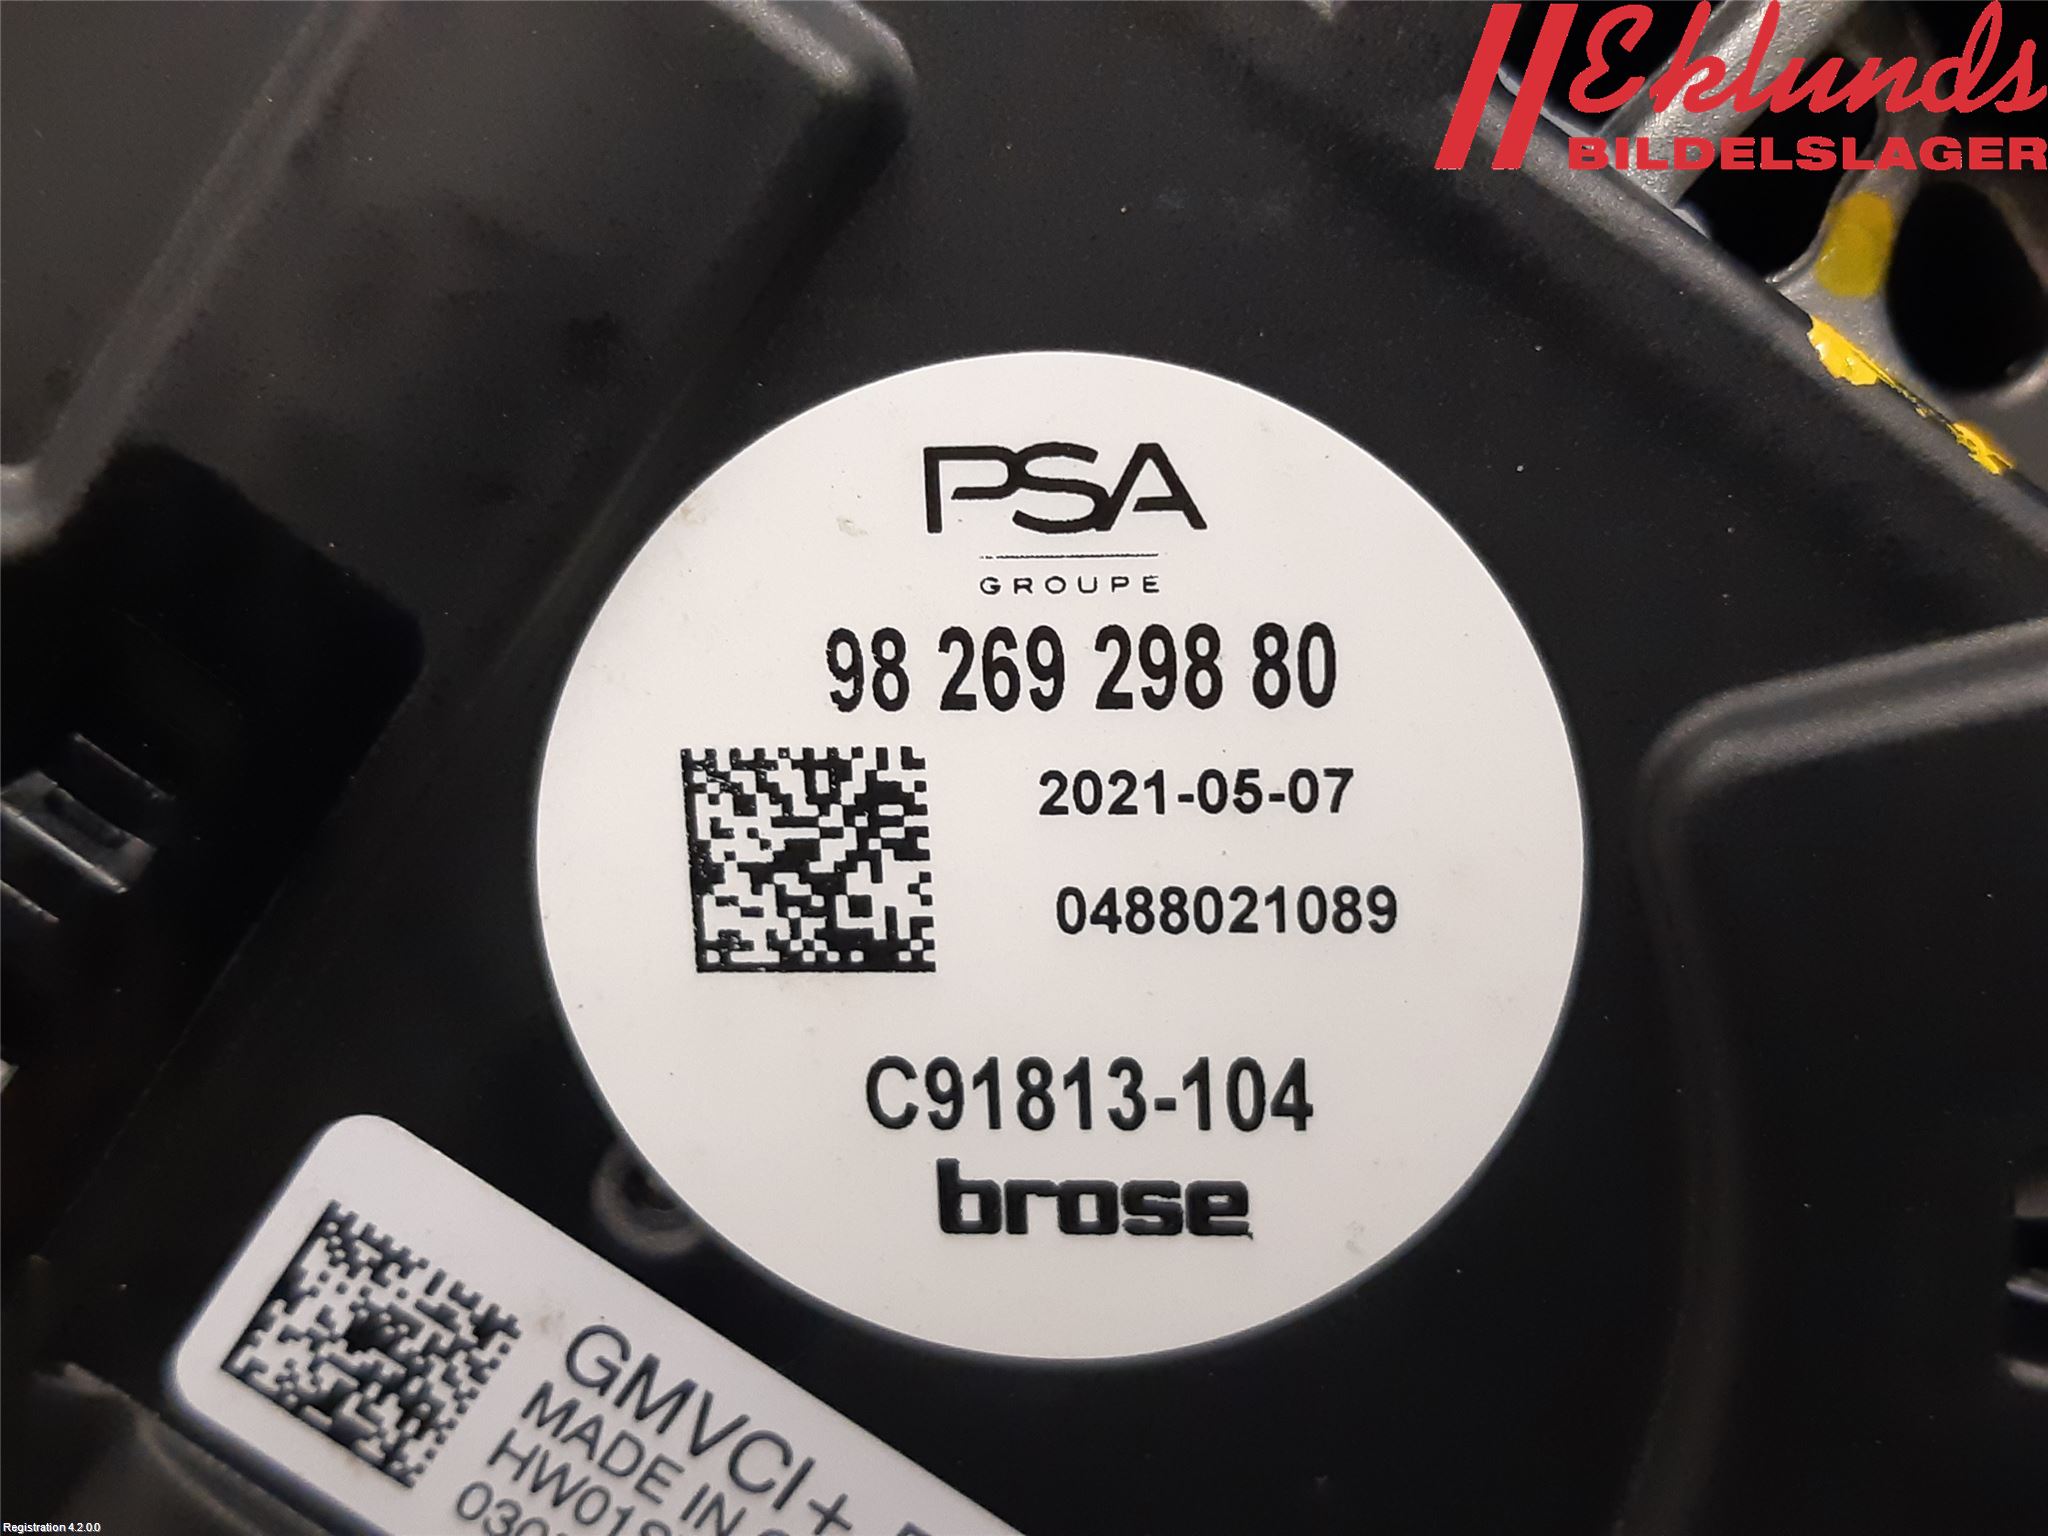 Eklunds
BILDELSLAGER
PSA
GROUPE
98 269 298 80
2021-05-07
0488021089
C91813-104
brose
GMVCI+
MADE IN
Registration 4.2.0.0